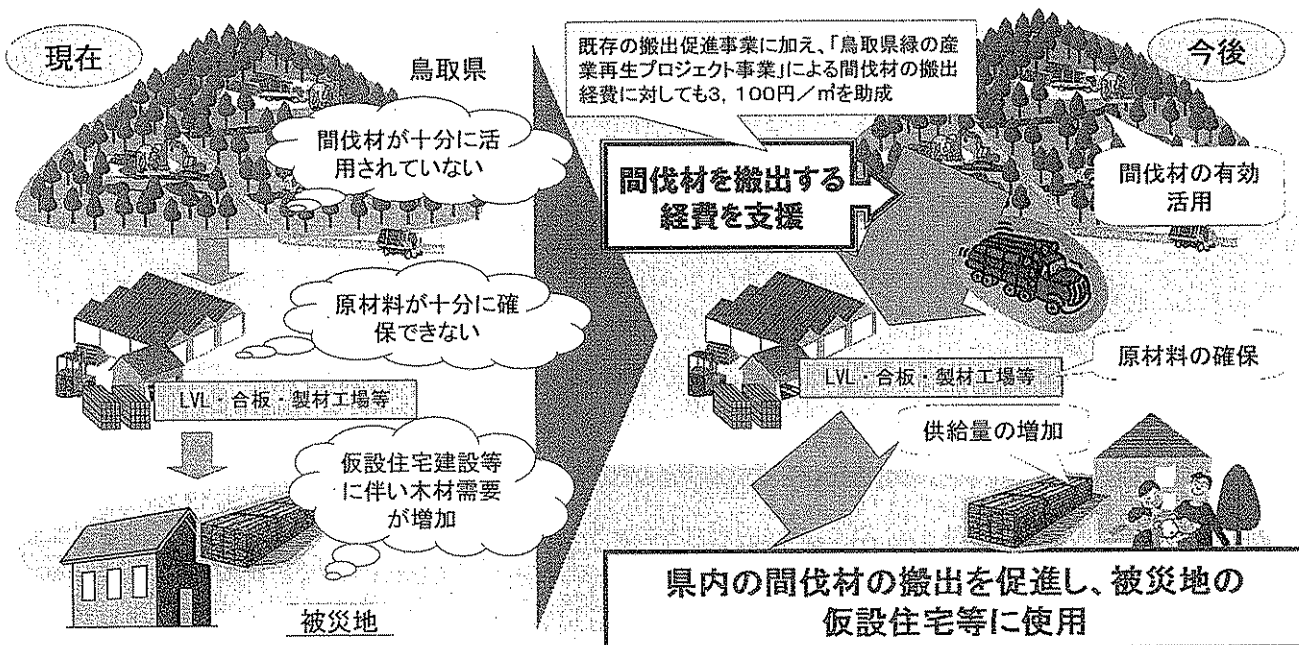 現在
鳥取県
間伐材が十分に活
用されていない
原材料が十分に確
保できない
LVL・合板・製材工場等
仮設住宅建設等
に伴い木材需要
が増加
被災地
既存の搬出促進事業に加え、「鳥取県緑の産
業再生プロジェクト事業」による間伐材の搬出
経費に対しても3,100円/㎥を助成
間伐材を搬出する
経費を支援
今後
間伐材の有効
活用
原材料の確保
LVL・合板・製材工場等
供給量の増加
県内の間伐材の搬出を促進し、被災地の
仮設住宅等に使用